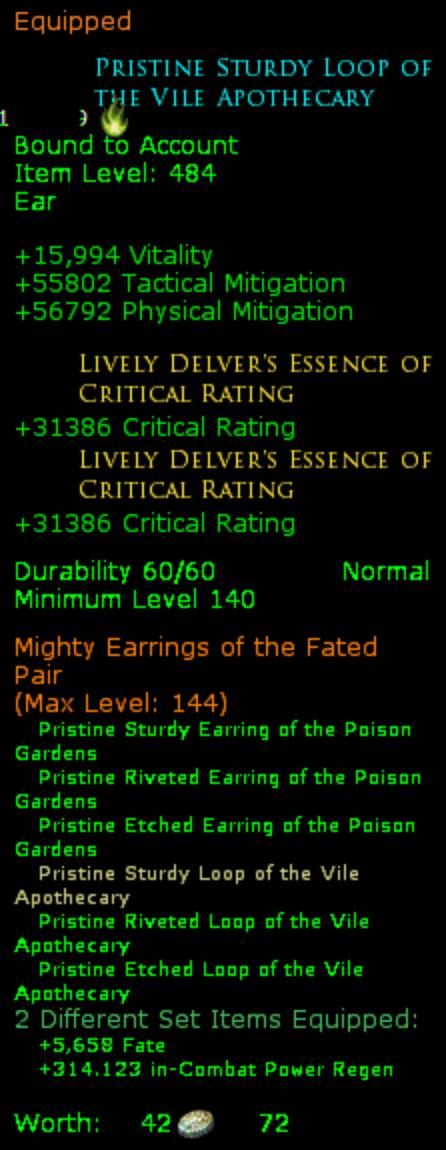 Equipped
Pristine Sturdy Loop of
the Vile Apothecary
1 9
Bound to Account
Item Level: 484
Ear
+15,994 Vitality
+55802 Tactical Mitigation
+56792 Physical Mitigation
Lively Delver's Essence of
Critical Rating
+31386 Critical Rating
Lively Delver's Essence of
Critical Rating
+31386 Critical Rating
Durability 60/60 Normal
Minimum Level 140
Mighty Earrings of the Fated
Pair
(Max Level: 144)
Pristine Sturdy Earring of the Poison
Gardens
Pristine Riveted Earring of the Poison
Gardens
Pristine Etched Earring of the Poison
Gardens
Pristine Sturdy Loop of the Vile
Apothecary
Pristine Riveted Loop of the Vile
Apothecary
Pristine Etched Loop of the Vile
Apothecary
2 Different Set Items Equipped:
+5,658 Fate
+314.123 in-Combat Power Regen
Worth: 42 72